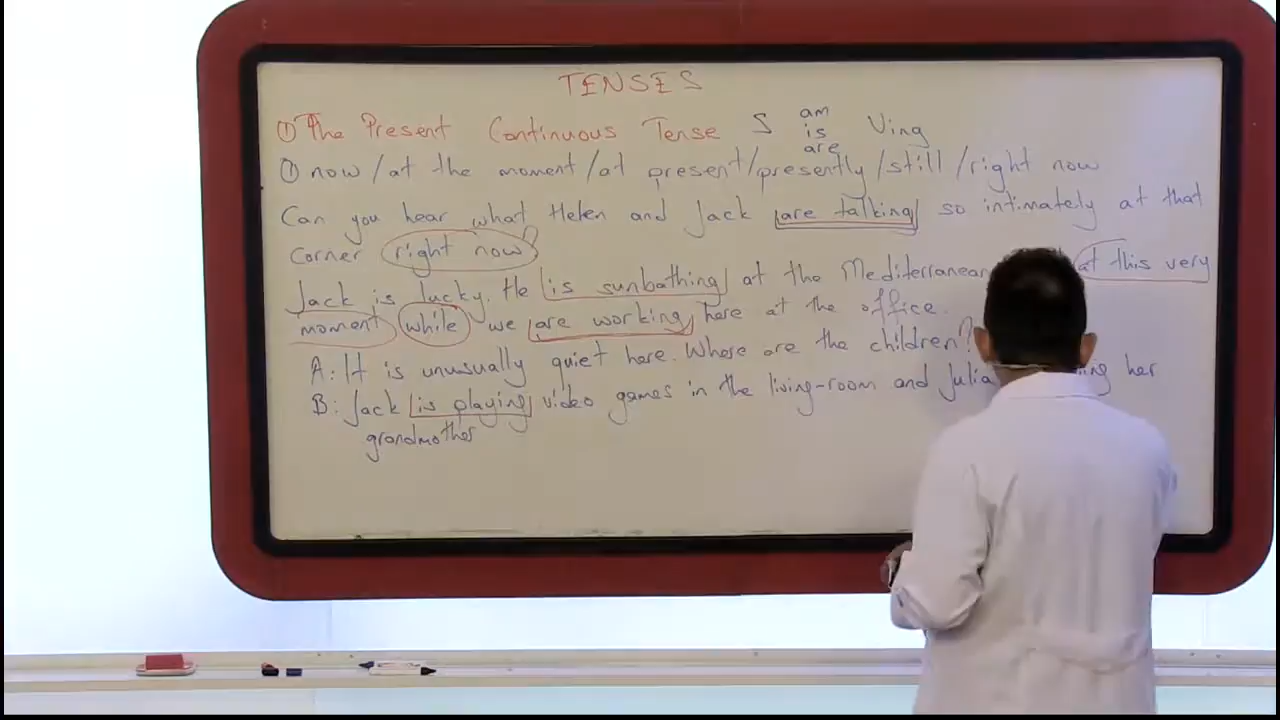 TENSES
① The Present Continuous Tense S am is are Ving
① now / at the moment / at present / presently / still / right now
Can you hear what Helen and Jack are talking so intimately at that
corner right now?
Jack is lucky. He is sunbathing at the Mediterranean at this very
moment while we are working here at the office.
A: It is unusually quiet here. Where are the children?
B: Jack is playing video games in the living-room and Julia her
grandmother